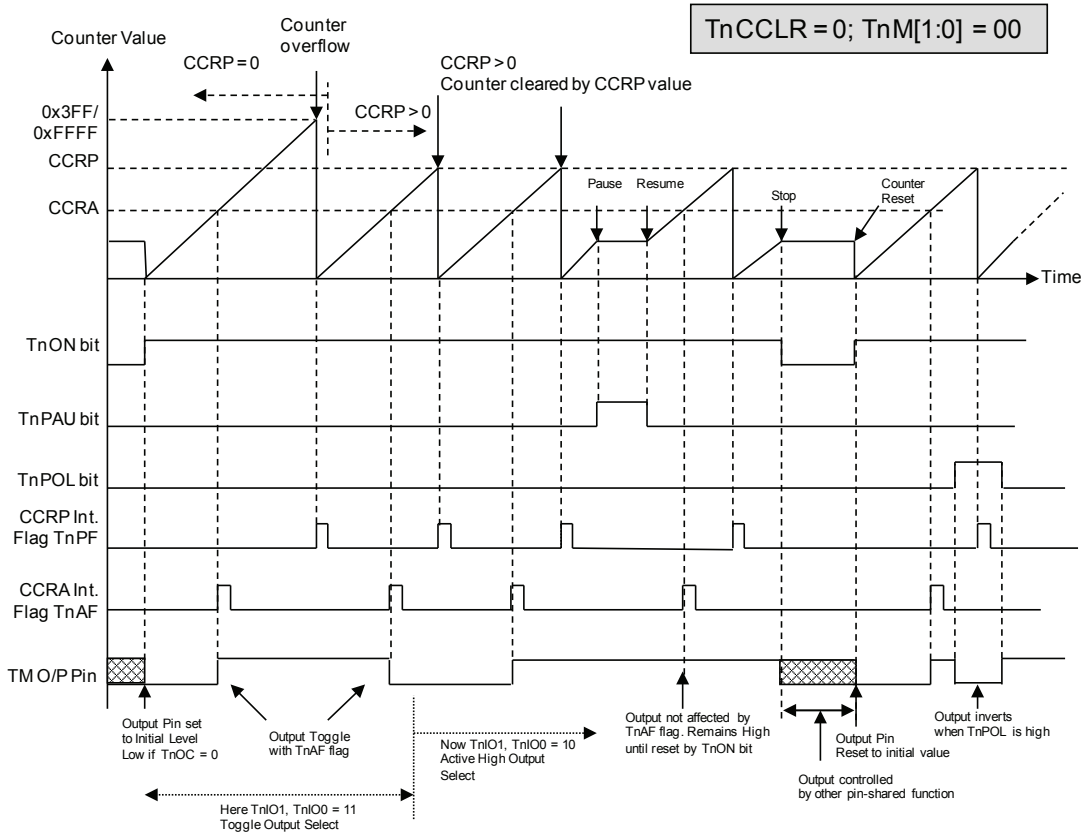 TnCCLR = 0; TnM[1:0] = 00
Counter Value
Counter
overflow
CCRP = 0
CCRP > 0
CCRP > 0
Counter cleared by CCRP value
0x3FF/
0xFFFF
CCRP
CCRA
Pause
Resume
Stop
Counter
Reset
Time
TnON bit
TnPAU bit
TnPOL bit
CCRP Int.
Flag TnPF
CCRA Int.
Flag TnAF
TM O/P Pin
Output Pin set
to Initial Level
Low if TnOC = 0
Output Toggle
with TnAF flag
Here TnIO1, TnIO0 = 11
Toggle Output Select
Now TnIO1, TnIO0 = 10
Active High Output
Select
Output not affected by
TnAF flag. Remains High
until reset by TnON bit
Output Pin
Reset to initial value
Output controlled
by other pin-shared function
Output inverts
when TnPOL is high